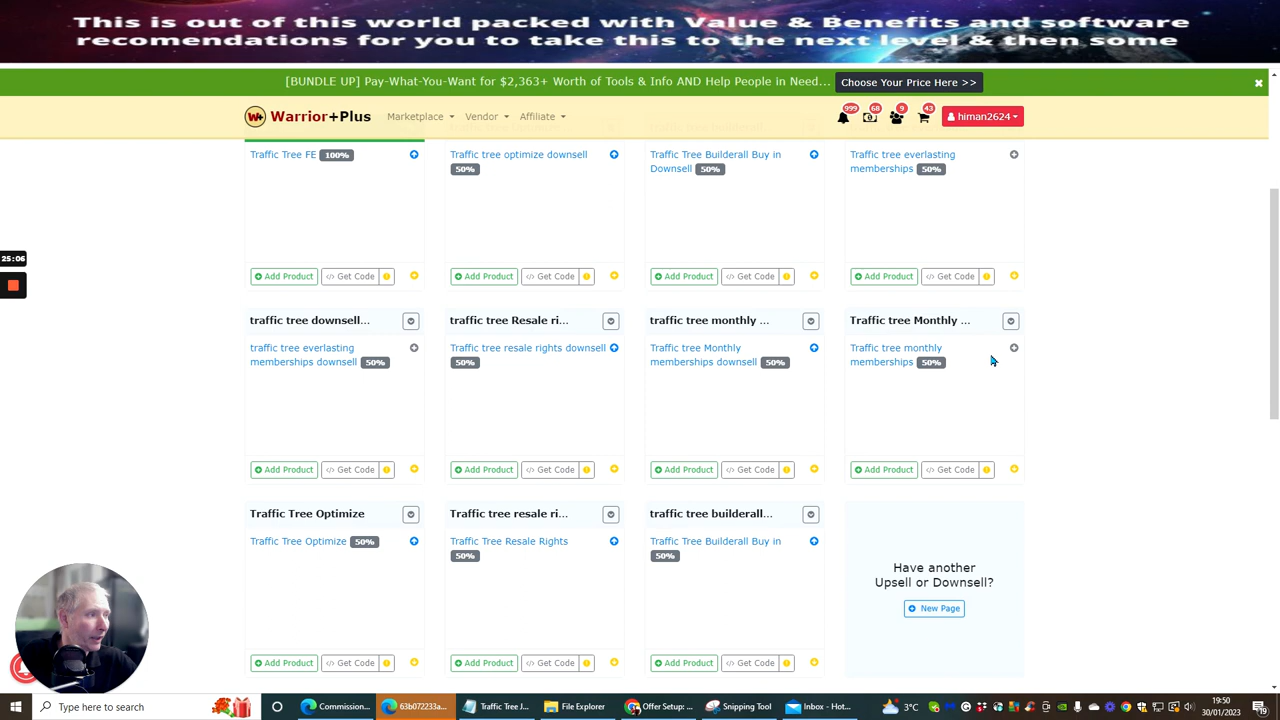 This is out of this world packed with Value & Benefits and software
recomendations for you to take this to the next level & then some
[BUNDLE UP] Pay-What-You-Want for $2,363+ Worth of Tools & Info AND Help People in Need... Choose Your Price Here >>
Warrior+Plus Marketplace Vendor Affiliate 999 68 9 43 himan2624
Traffic Tree FE 100%
Traffic tree optimize downsell
50%
Traffic Tree Builderall Buy in
Downsell 50%
Traffic tree everlasting
memberships 50%
Add Product Get Code Add Product Get Code Add Product Get Code Add Product Get Code
25:06
traffic tree downsell...
traffic tree everlasting
memberships downsell 50%
traffic tree Resale ri...
Traffic tree resale rights downsell
50%
traffic tree monthly ...
Traffic tree Monthly
memberships downsell 50%
Traffic tree Monthly ...
Traffic tree monthly
memberships 50%
Add Product Get Code Add Product Get Code Add Product Get Code Add Product Get Code
Traffic Tree Optimize
Traffic Tree Optimize 50%
Traffic tree resale ri...
Traffic Tree Resale Rights
50%
traffic tree builderall...
Traffic Tree Builderall Buy in
50%
Have another
Upsell or Downsell?
New Page
Add Product Get Code Add Product Get Code Add Product Get Code
Type here to search Commission... 63b072233a... Traffic Tree J... File Explorer Offer Setup: ... Snipping Tool Inbox - Hot... 3°C 19:50
30/01/2023